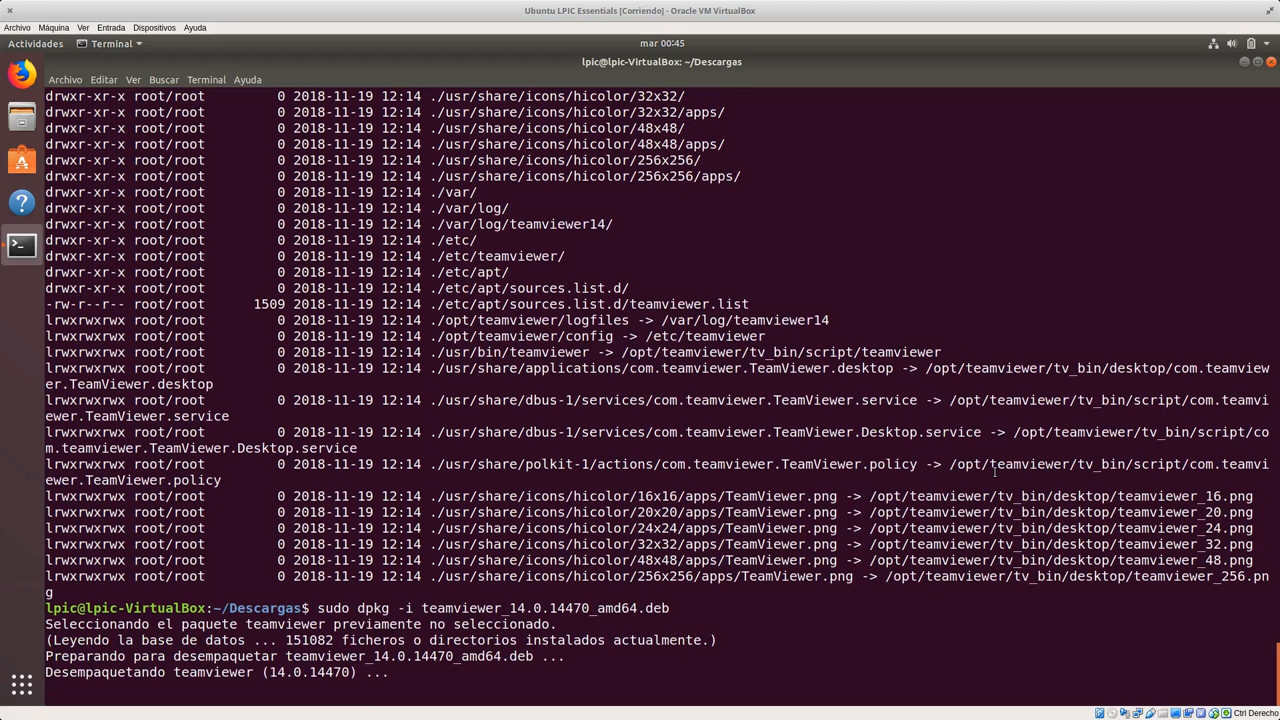 Ubuntu LPIC Essentials [Corriendo] - Oracle VM VirtualBox
Archivo Máquina Ver Entrada Dispositivos Ayuda
Actividades Terminal mar 00:45
lpic@lpic-VirtualBox: ~/Descargas
Archivo Editar Ver Buscar Terminal Ayuda
drwxr-xr-x root/root         0 2018-11-19 12:14 ./usr/share/icons/hicolor/32x32/
drwxr-xr-x root/root         0 2018-11-19 12:14 ./usr/share/icons/hicolor/32x32/apps/
drwxr-xr-x root/root         0 2018-11-19 12:14 ./usr/share/icons/hicolor/48x48/
drwxr-xr-x root/root         0 2018-11-19 12:14 ./usr/share/icons/hicolor/48x48/apps/
drwxr-xr-x root/root         0 2018-11-19 12:14 ./usr/share/icons/hicolor/256x256/
drwxr-xr-x root/root         0 2018-11-19 12:14 ./usr/share/icons/hicolor/256x256/apps/
drwxr-xr-x root/root         0 2018-11-19 12:14 ./var/
drwxr-xr-x root/root         0 2018-11-19 12:14 ./var/log/
drwxr-xr-x root/root         0 2018-11-19 12:14 ./var/log/teamviewer14/
drwxr-xr-x root/root         0 2018-11-19 12:14 ./etc/
drwxr-xr-x root/root         0 2018-11-19 12:14 ./etc/teamviewer/
drwxr-xr-x root/root         0 2018-11-19 12:14 ./etc/apt/
drwxr-xr-x root/root         0 2018-11-19 12:14 ./etc/apt/sources.list.d/
-rw-r--r-- root/root      1509 2018-11-19 12:14 ./etc/apt/sources.list.d/teamviewer.list
lrwxrwxrwx root/root         0 2018-11-19 12:14 ./opt/teamviewer/logfiles -> /var/log/teamviewer14
lrwxrwxrwx root/root         0 2018-11-19 12:14 ./opt/teamviewer/config -> /etc/teamviewer
lrwxrwxrwx root/root         0 2018-11-19 12:14 ./usr/bin/teamviewer -> /opt/teamviewer/tv_bin/script/teamviewer
lrwxrwxrwx root/root         0 2018-11-19 12:14 ./usr/share/applications/com.teamviewer.TeamViewer.desktop -> /opt/teamviewer/tv_bin/desktop/com.teamview
er.TeamViewer.desktop
lrwxrwxrwx root/root         0 2018-11-19 12:14 ./usr/share/dbus-1/services/com.teamviewer.TeamViewer.service -> /opt/teamviewer/tv_bin/script/com.teamvi
ewer.TeamViewer.service
lrwxrwxrwx root/root         0 2018-11-19 12:14 ./usr/share/dbus-1/services/com.teamviewer.TeamViewer.Desktop.service -> /opt/teamviewer/tv_bin/script/co
m.teamviewer.TeamViewer.Desktop.service
lrwxrwxrwx root/root         0 2018-11-19 12:14 ./usr/share/polkit-1/actions/com.teamviewer.TeamViewer.policy -> /opt/teamviewer/tv_bin/script/com.teamvi
ewer.TeamViewer.policy
lrwxrwxrwx root/root         0 2018-11-19 12:14 ./usr/share/icons/hicolor/16x16/apps/TeamViewer.png -> /opt/teamviewer/tv_bin/desktop/teamviewer_16.png
lrwxrwxrwx root/root         0 2018-11-19 12:14 ./usr/share/icons/hicolor/20x20/apps/TeamViewer.png -> /opt/teamviewer/tv_bin/desktop/teamviewer_20.png
lrwxrwxrwx root/root         0 2018-11-19 12:14 ./usr/share/icons/hicolor/24x24/apps/TeamViewer.png -> /opt/teamviewer/tv_bin/desktop/teamviewer_24.png
lrwxrwxrwx root/root         0 2018-11-19 12:14 ./usr/share/icons/hicolor/32x32/apps/TeamViewer.png -> /opt/teamviewer/tv_bin/desktop/teamviewer_32.png
lrwxrwxrwx root/root         0 2018-11-19 12:14 ./usr/share/icons/hicolor/48x48/apps/TeamViewer.png -> /opt/teamviewer/tv_bin/desktop/teamviewer_48.png
lrwxrwxrwx root/root         0 2018-11-19 12:14 ./usr/share/icons/hicolor/256x256/apps/TeamViewer.png -> /opt/teamviewer/tv_bin/desktop/teamviewer_256.pn
g
lpic@lpic-VirtualBox:~/Descargas$ sudo dpkg -i teamviewer_14.0.14470_amd64.deb
Seleccionando el paquete teamviewer previamente no seleccionado.
(Leyendo la base de datos ... 151082 ficheros o directorios instalados actualmente.)
Preparando para desempaquetar teamviewer_14.0.14470_amd64.deb ...
Desempaquetando teamviewer (14.0.14470) ...
Ctrl Derecho